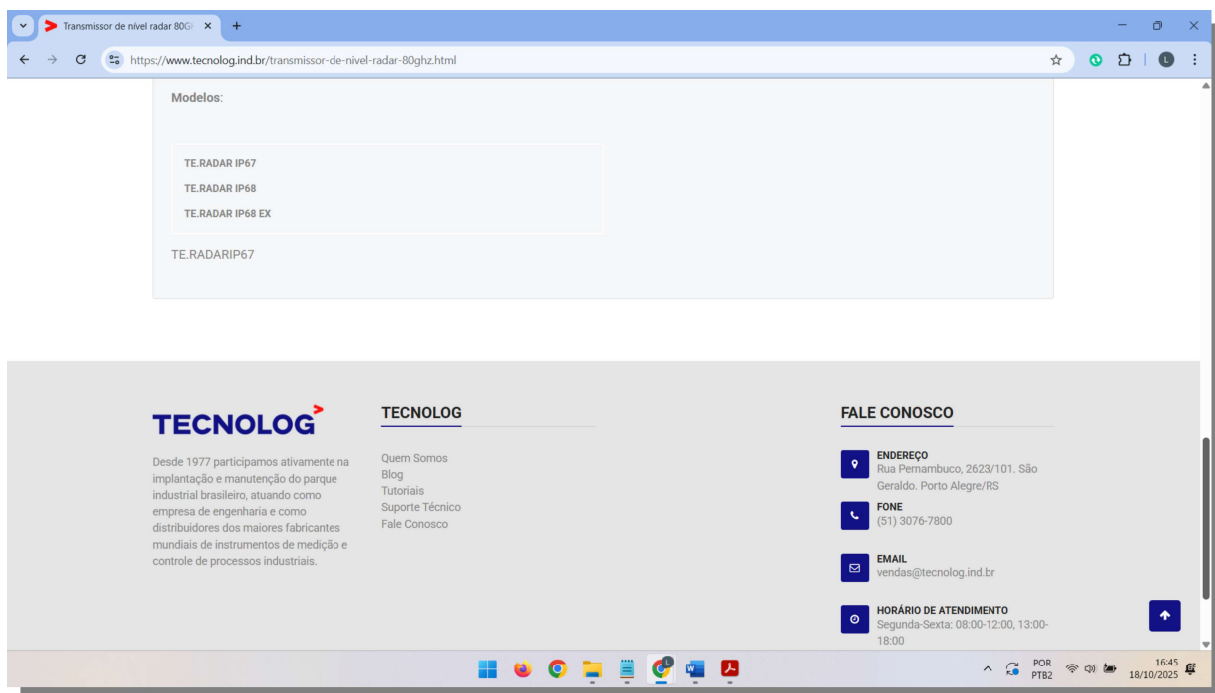 Transmissor de nível radar 80G
https://www.tecnolog.ind.br/transmissor-de-nivel-radar-80ghz.html
L
Modelos:
TE.RADAR IP67
TE.RADAR IP68
TE.RADAR IP68 EX
TE.RADARIP67
TECNOLOG
Desde 1977 participamos ativamente na
implantação e manutenção do parque
industrial brasileiro, atuando como
empresa de engenharia e como
distribuidores dos maiores fabricantes
mundiais de instrumentos de medição e
controle de processos industriais.
TECNOLOG
Quem Somos
Blog
Tutoriais
Suporte Técnico
Fale Conosco
FALE CONOSCO
ENDEREÇO
Rua Pernambuco, 2623/101. São
Geraldo. Porto Alegre/RS
FONE
(51) 3076-7800
EMAIL
vendas@tecnolog.ind.br
HORÁRIO DE ATENDIMENTO
Segunda-Sexta: 08:00-12:00, 13:00-
18:00
POR
PTB2
16:45
18/10/2025